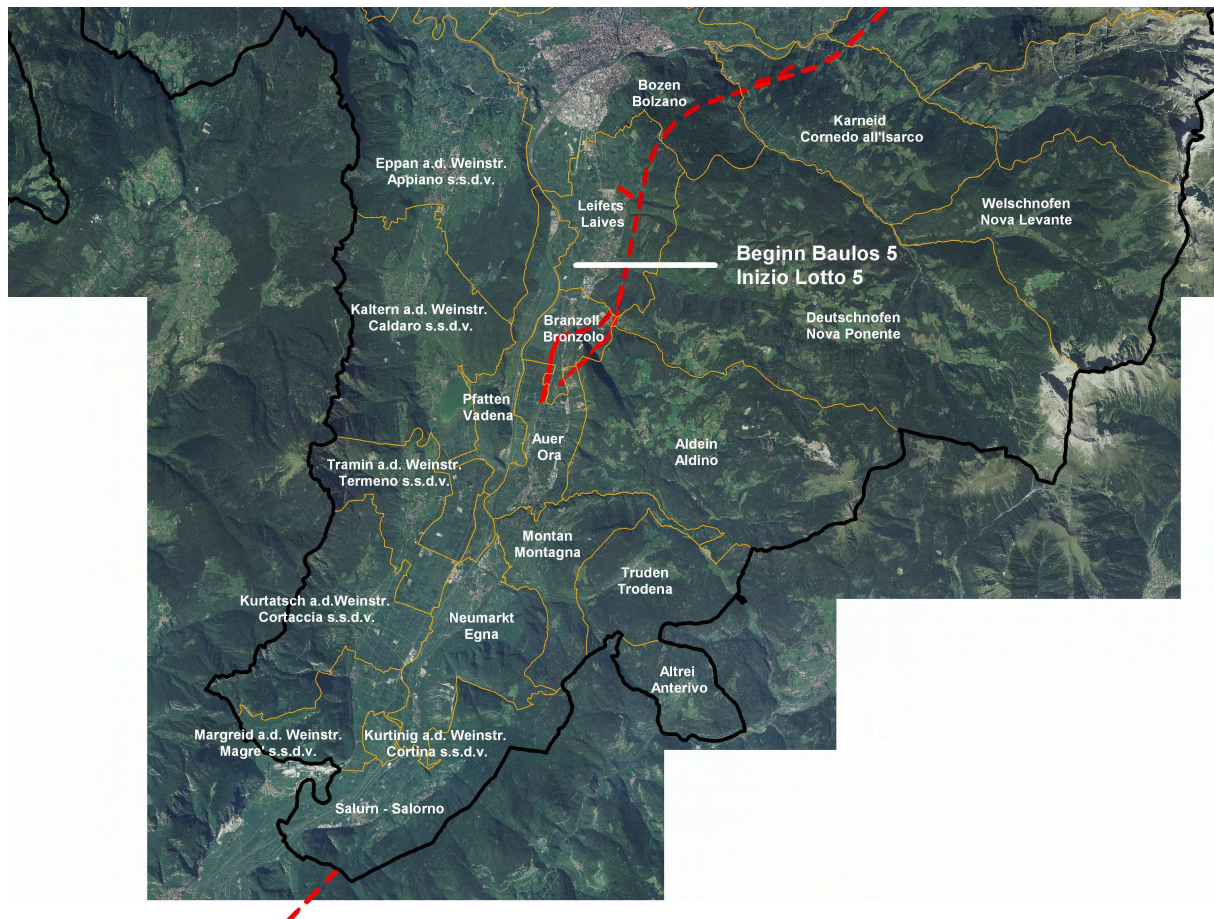 Bozen
Bolzano
Karneid
Cornedo all'Isarco
Eppan a.d. Weinstr.
Appiano s.s.d.v.
Leifers
Laives
Welschnofen
Nova Levante
Beginn Baulos 5
Inizio Lotto 5
Kaltern a.d. Weinstr.
Caldaro s.s.d.v.
Branzoll
Bronzolo
Deutschnofen
Nova Ponente
Pfatten
Vadena
Auer
Ora
Aldein
Aldino
Tramin a.d. Weinstr.
Termeno s.s.d.v.
Montan
Montagna
Truden
Trodena
Kurtatsch a.d.Weinstr.
Cortaccia s.s.d.v.
Neumarkt
Egna
Altrei
Anterivo
Margreid a.d. Weinstr.
Magre' s.s.d.v.
Kurtinig a.d. Weinstr.
Cortina s.s.d.v.
Salurn - Salorno